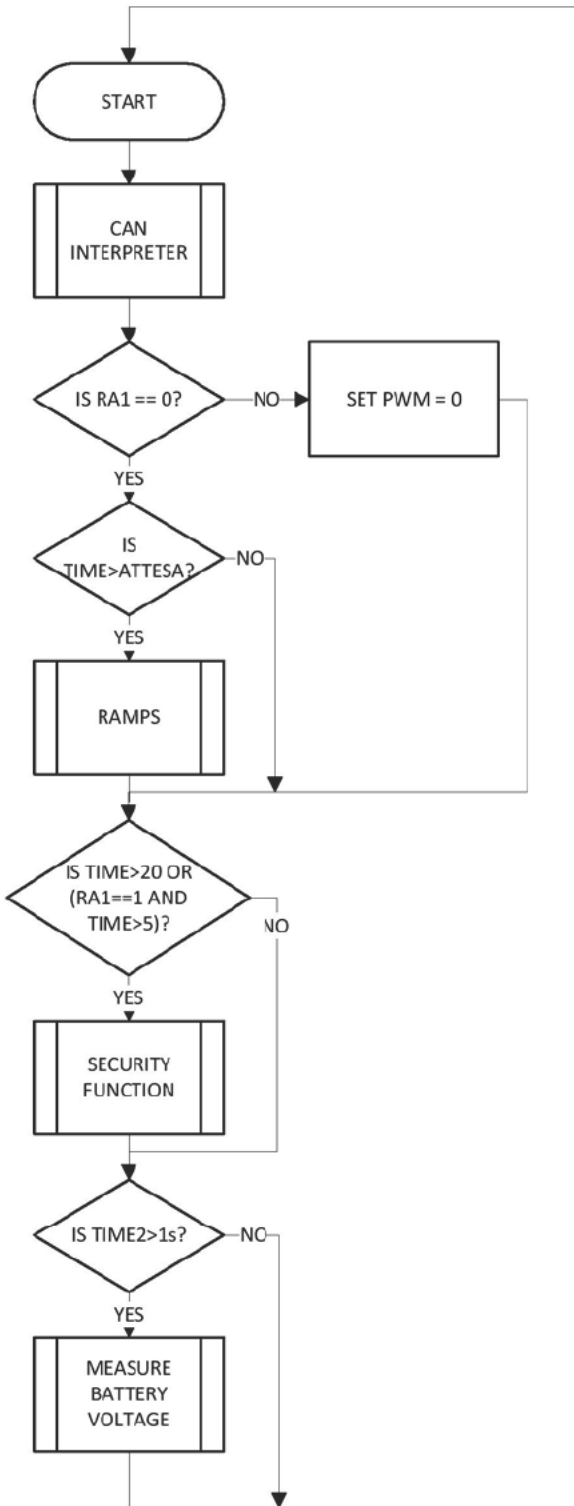 START
CAN
INTERPRETER
IS RA1 == 0?
NO
SET PWM = 0
YES
IS
TIME>ATTESA?
NO
YES
RAMPS
IS TIME>20 OR
(RA1==1 AND
TIME>5)?
NO
YES
SECURITY
FUNCTION
IS TIME2>1s?
NO
YES
MEASURE
BATTERY
VOLTAGE